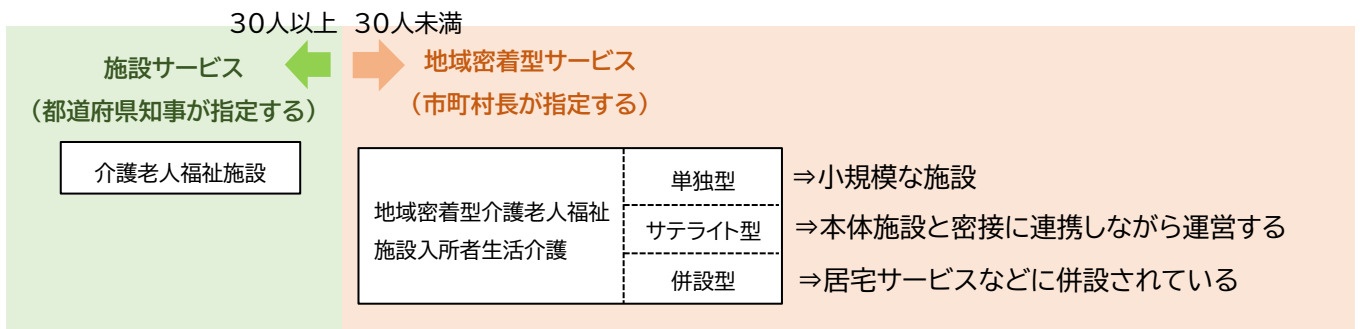 30人以上 30人未満
施設サービス
（都道府県知事が指定する）
介護老人福祉施設
地域密着型サービス
（市町村長が指定する）
地域密着型介護老人福祉
施設入所者生活介護
単独型
⇒小規模な施設
サテライト型
⇒本体施設と密接に連携しながら運営する
併設型
⇒居宅サービスなどに併設されている